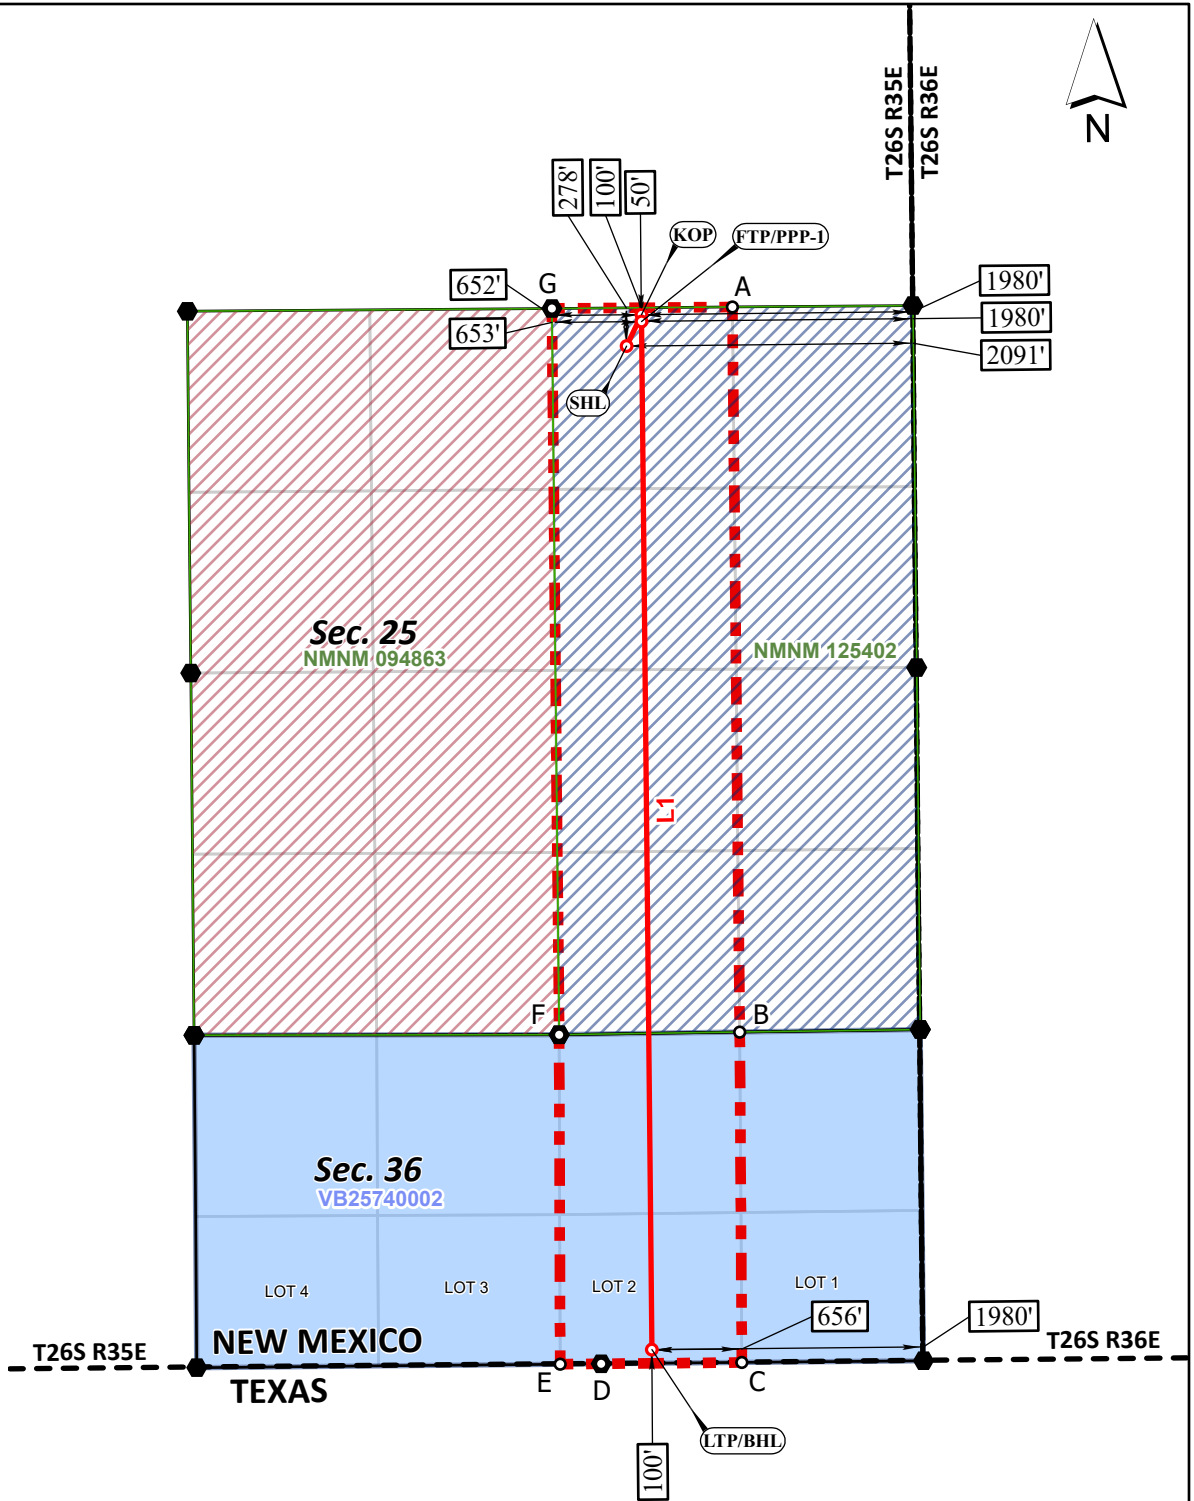 T26S R35E
T26S R36E
N
278'
100'
50'
KOP
FTP/PPP-1
652'
G
A
1980'
653'
1980'
2091'
SHL
Sec. 25
NMNM 094863
NMNM 125402
L1
F
B
Sec. 36
VB25740002
LOT 4
LOT 3
LOT 2
LOT 1
656'
1980'
T26S R35E
NEW MEXICO
T26S R36E
TEXAS
E
D
C
LTP/BHL
100'